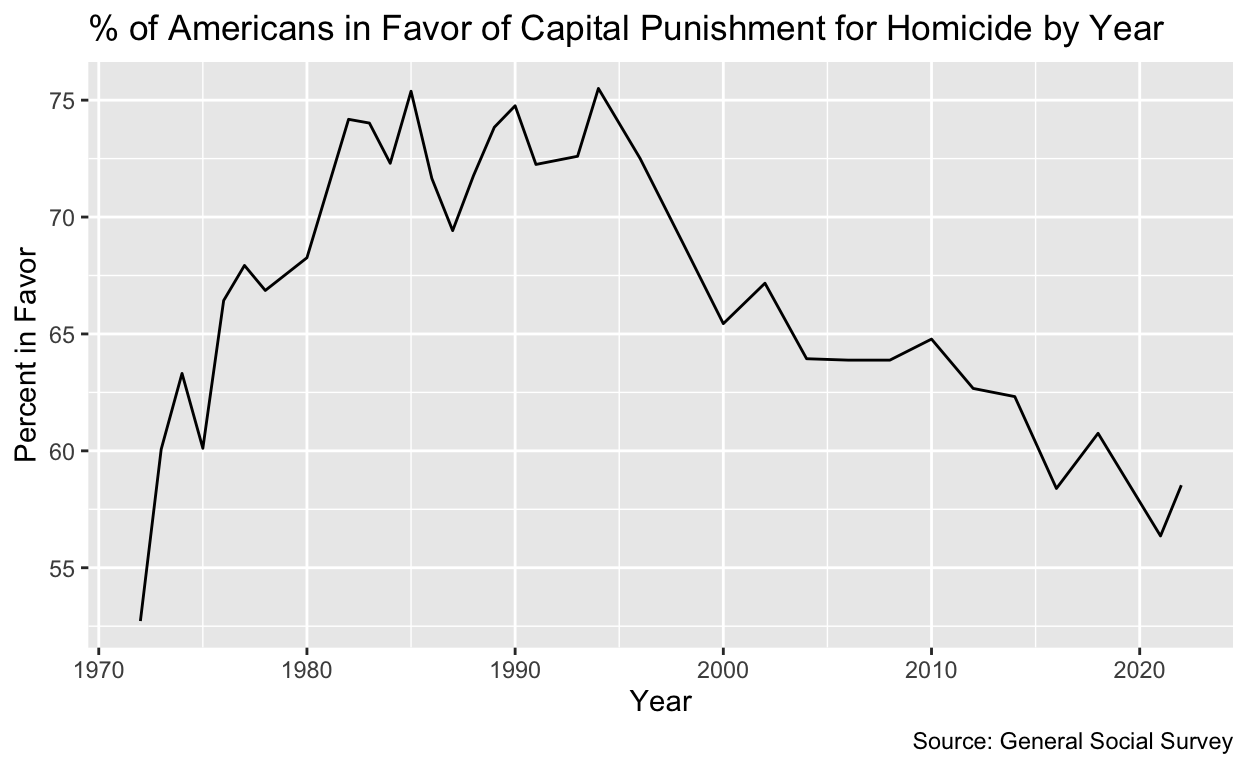 % of Americans in Favor of Capital Punishment for Homicide by Year
Percent in Favor
75
70
65
60
55
1970 1980 1990 2000 2010 2020
Year
Source: General Social Survey